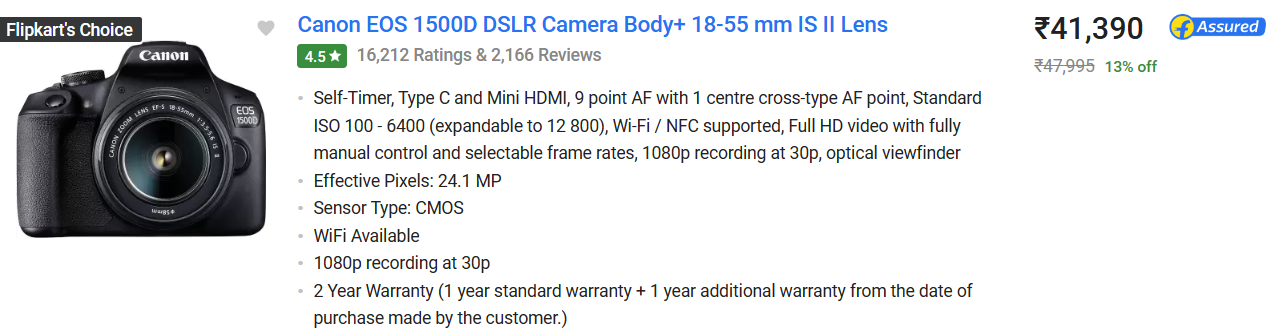 Flipkart's Choice
Canon
CANON ZOOM LENS EF-S 18-55mm 1:3.5-5.6 IS II
EOS
1500D
ø58mm
Canon EOS 1500D DSLR Camera Body+ 18-55 mm IS II Lens
4.5★ 16,212 Ratings & 2,166 Reviews
Self-Timer, Type C and Mini HDMI, 9 point AF with 1 centre cross-type AF point, Standard
ISO 100 - 6400 (expandable to 12 800), Wi-Fi / NFC supported, Full HD video with fully
manual control and selectable frame rates, 1080p recording at 30p, optical viewfinder
Effective Pixels: 24.1 MP
Sensor Type: CMOS
WiFi Available
1080p recording at 30p
2 Year Warranty (1 year standard warranty + 1 year additional warranty from the date of
purchase made by the customer.)
₹41,390
Assured
₹47,995 13% off